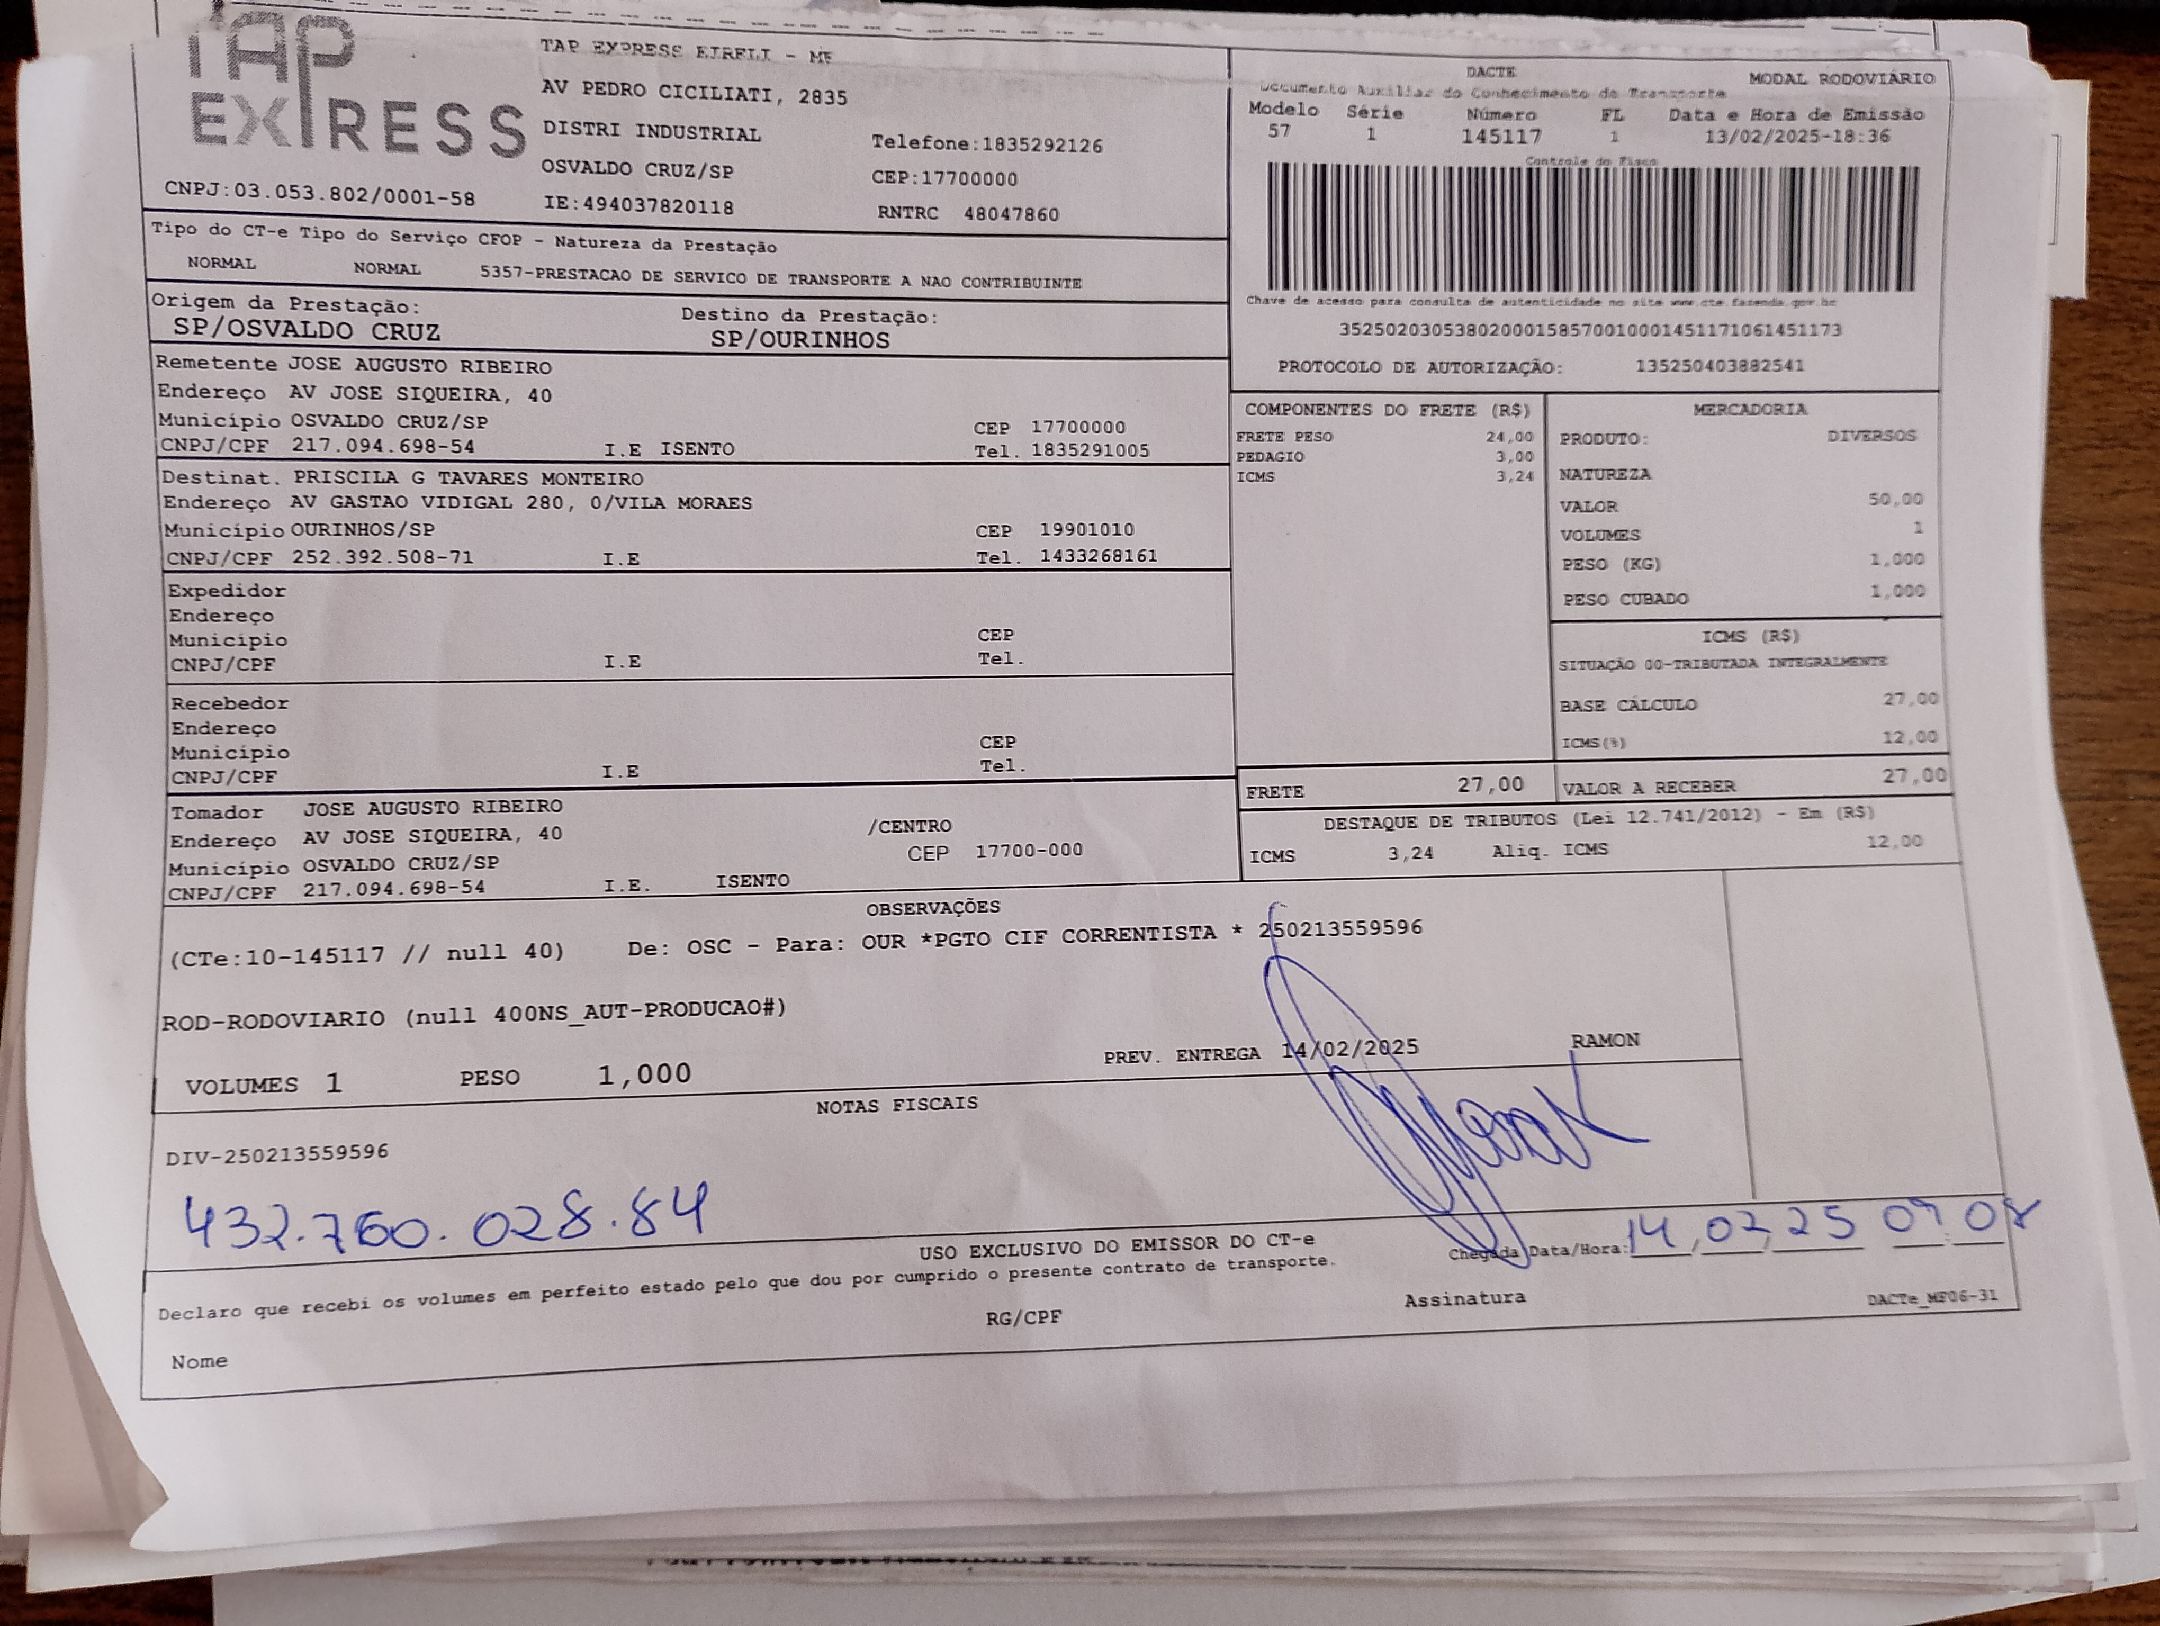 TAP
EXPRESS
TAP EXPRESS EIRELI - ME
AV PEDRO CICILIATI, 2835
DISTRI INDUSTRIAL
Telefone:1835292126
OSVALDO CRUZ/SP
CEP:17700000
CNPJ:03.053.802/0001-58
IE:494037820118
RNTRC 48047860
DACTE
MODAL RODOVIÁRIO
Documento Auxiliar do Conhecimento de Transporte
Modelo Série Número FL Data e Hora de Emissão
57 1 145117 1 13/02/2025-18:36
Controle do Fisco
Chave de acesso para consulta de autenticidade no site www.cte.fazenda.gov.br
35250203053802000158570010001451171061451173
PROTOCOLO DE AUTORIZAÇÃO: 135250403882541
Tipo do CT-e Tipo do Serviço CFOP - Natureza da Prestação
NORMAL NORMAL 5357-PRESTACAO DE SERVICO DE TRANSPORTE A NAO CONTRIBUINTE
Origem da Prestação: Destino da Prestação:
SP/OSVALDO CRUZ SP/OURINHOS
Remetente JOSE AUGUSTO RIBEIRO
Endereço AV JOSE SIQUEIRA, 40
Município OSVALDO CRUZ/SP CEP 17700000
CNPJ/CPF 217.094.698-54 I.E ISENTO Tel. 1835291005
Destinat. PRISCILA G TAVARES MONTEIRO
Endereço AV GASTAO VIDIGAL 280, 0/VILA MORAES
Município OURINHOS/SP CEP 19901010
CNPJ/CPF 252.392.508-71 I.E Tel. 1433268161
Expedidor
Endereço
Município CEP
CNPJ/CPF I.E Tel.
Recebedor
Endereço
Município CEP
CNPJ/CPF I.E Tel.
Tomador JOSE AUGUSTO RIBEIRO
Endereço AV JOSE SIQUEIRA, 40 /CENTRO
Município OSVALDO CRUZ/SP CEP 17700-000
CNPJ/CPF 217.094.698-54 I.E. ISENTO
COMPONENTES DO FRETE (R$)
FRETE PESO 24,00
PEDAGIO 3,00
ICMS 3,24
MERCADORIA
PRODUTO: DIVERSOS
NATUREZA
VALOR 50,00
VOLUMES 1
PESO (KG) 1,000
PESO CUBADO 1,000
ICMS (R$)
SITUAÇÃO 00-TRIBUTADA INTEGRALMENTE
BASE CÁLCULO 27,00
ICMS(%) 12,00
FRETE 27,00 VALOR A RECEBER 27,00
DESTAQUE DE TRIBUTOS (Lei 12.741/2012) - Em (R$)
ICMS 3,24 Aliq. ICMS 12,00
OBSERVAÇÕES
(CTe:10-145117 // null 40) De: OSC - Para: OUR *PGTO CIF CORRENTISTA * 250213559596
ROD-RODOVIARIO (null 400NS_AUT-PRODUCAO#)
VOLUMES 1 PESO 1,000 PREV. ENTREGA 14/02/2025 RAMON
NOTAS FISCAIS
DIV-250213559596
432.760.028.84
USO EXCLUSIVO DO EMISSOR DO CT-e
Chegada Data/Hora: 14,02,25 09:08
Declaro que recebi os volumes em perfeito estado pelo que dou por cumprido o presente contrato de transporte.
Nome RG/CPF Assinatura DACTe_MF06-31